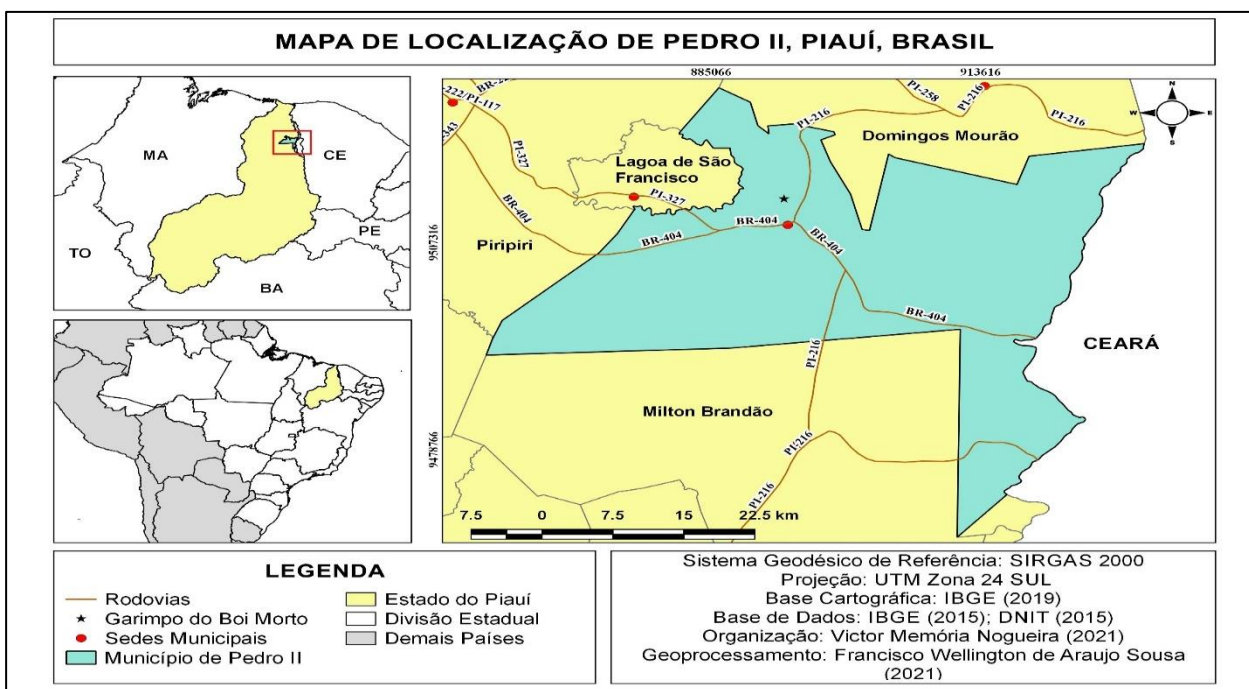 MAPA DE LOCALIZAÇÃO DE PEDRO II, PIAUÍ, BRASIL
MA
CE
TO
PE
BA
885066
913616
9507316
9478766
BR-22
-222/PI-117
-343
PI-327
PI-327
BR-404
BR-404
BR-404
BR-404
BR-404
PI-216
PI-258
PI-216
PI-216
PI-216
PI-216
PI-216
Lagoa de São
Francisco
Domingos Mourão
Piripiri
CEARÁ
Milton Brandão
N
W
E
S
7.5 0 7.5 15 22.5 km
LEGENDA
Rodovias
Garimpo do Boi Morto
Sedes Municipais
Município de Pedro II
Estado do Piauí
Divisão Estadual
Demais Países
Sistema Geodésico de Referência: SIRGAS 2000
Projeção: UTM Zona 24 SUL
Base Cartográfica: IBGE (2019)
Base de Dados: IBGE (2015); DNIT (2015)
Organização: Victor Memória Nogueira (2021)
Geoprocessamento: Francisco Wellington de Araujo Sousa
(2021)